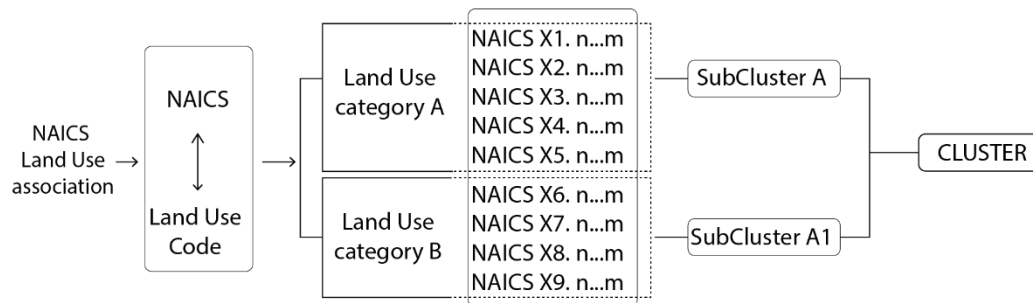 NAICS
Land Use
association
NAICS
Land Use
Code
Land Use
category A
NAICS X1. n...m
NAICS X2. n...m
NAICS X3. n...m
NAICS X4. n...m
NAICS X5. n...m
SubCluster A
Land Use
category B
NAICS X6. n...m
NAICS X7. n...m
NAICS X8. n...m
NAICS X9. n...m
SubCluster A1
CLUSTER